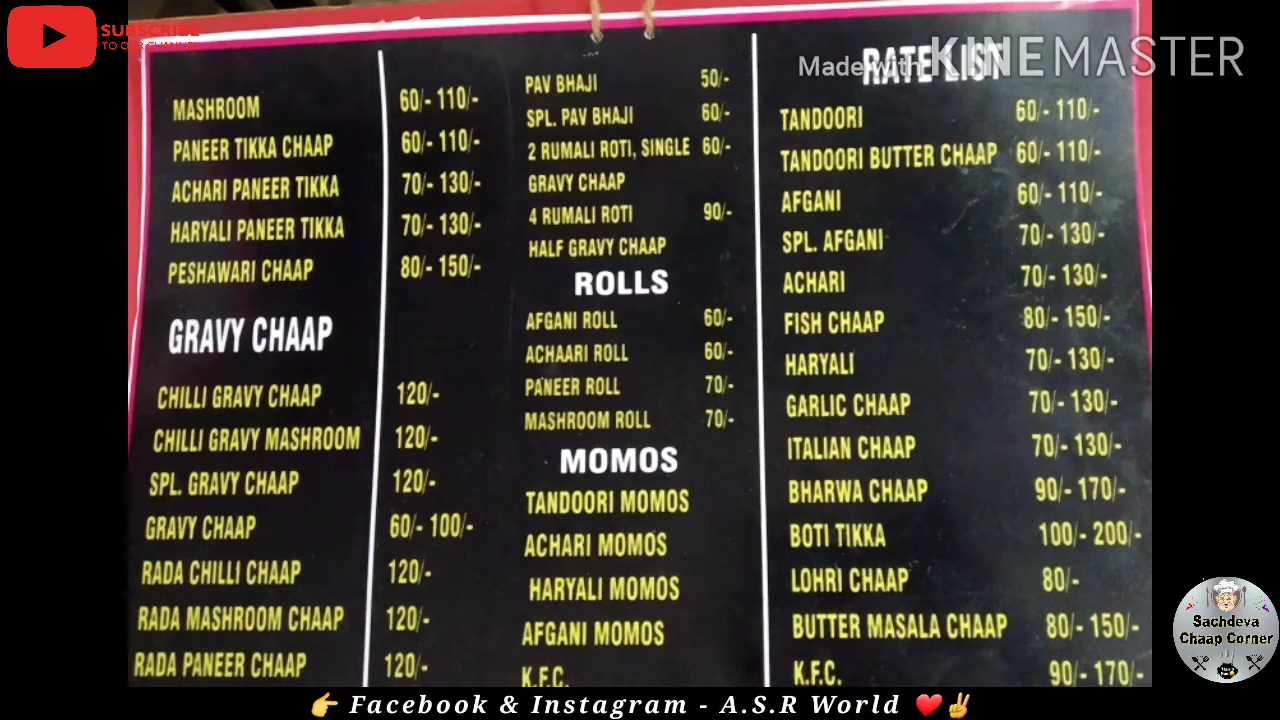 SUBSCRIBE
TO OUR CHANNEL
Made with KINEMASTER
MASHROOM 60/- 110/-
PANEER TIKKA CHAAP 60/- 110/-
ACHARI PANEER TIKKA 70/- 130/-
HARYALI PANEER TIKKA 70/- 130/-
PESHAWARI CHAAP 80/- 150/-
GRAVY CHAAP
CHILLI GRAVY CHAAP 120/-
CHILLI GRAVY MASHROOM 120/-
SPL. GRAVY CHAAP 120/-
GRAVY CHAAP 60/- 100/-
RADA CHILLI CHAAP 120/-
RADA MASHROOM CHAAP 120/-
RADA PANEER CHAAP 120/-
PAV BHAJI 50/-
SPL. PAV BHAJI 60/-
2 RUMALI ROTI, SINGLE 60/-
GRAVY CHAAP
4 RUMALI ROTI 90/-
HALF GRAVY CHAAP
ROLLS
AFGANI ROLL 60/-
ACHAARI ROLL 60/-
PANEER ROLL 70/-
MASHROOM ROLL 70/-
MOMOS
TANDOORI MOMOS
ACHARI MOMOS
HARYALI MOMOS
AFGANI MOMOS
K.F.C.
RATE LIST
TANDOORI 60/- 110/-
TANDOORI BUTTER CHAAP 60/- 110/-
AFGANI 60/- 110/-
SPL. AFGANI 70/- 130/-
ACHARI 70/- 130/-
FISH CHAAP 80/- 150/-
HARYALI 70/- 130/-
GARLIC CHAAP 70/- 130/-
ITALIAN CHAAP 70/- 130/-
BHARWA CHAAP 90/- 170/-
BOTI TIKKA 100/- 200/-
LOHRI CHAAP 80/-
BUTTER MASALA CHAAP 80/- 150/-
K.F.C. 90/- 170/-
Sachdeva
Chaap Corner
👉 Facebook & Instagram - A.S.R World ❤️✌️